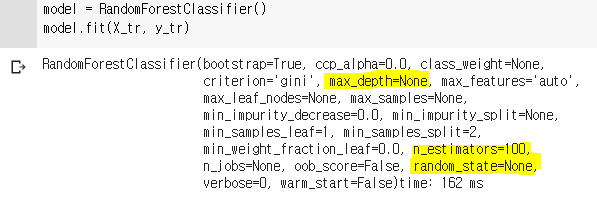 model = RandomForestClassifier()
model.fit(X_tr, y_tr)
RandomForestClassifier(bootstrap=True, ccp_alpha=0.0, class_weight=None,
criterion='gini', max_depth=None, max_features='auto',
max_leaf_nodes=None, max_samples=None,
min_impurity_decrease=0.0, min_impurity_split=None,
min_samples_leaf=1, min_samples_split=2,
min_weight_fraction_leaf=0.0, n_estimators=100,
n_jobs=None, oob_score=False, random_state=None,
verbose=0, warm_start=False)time: 162 ms